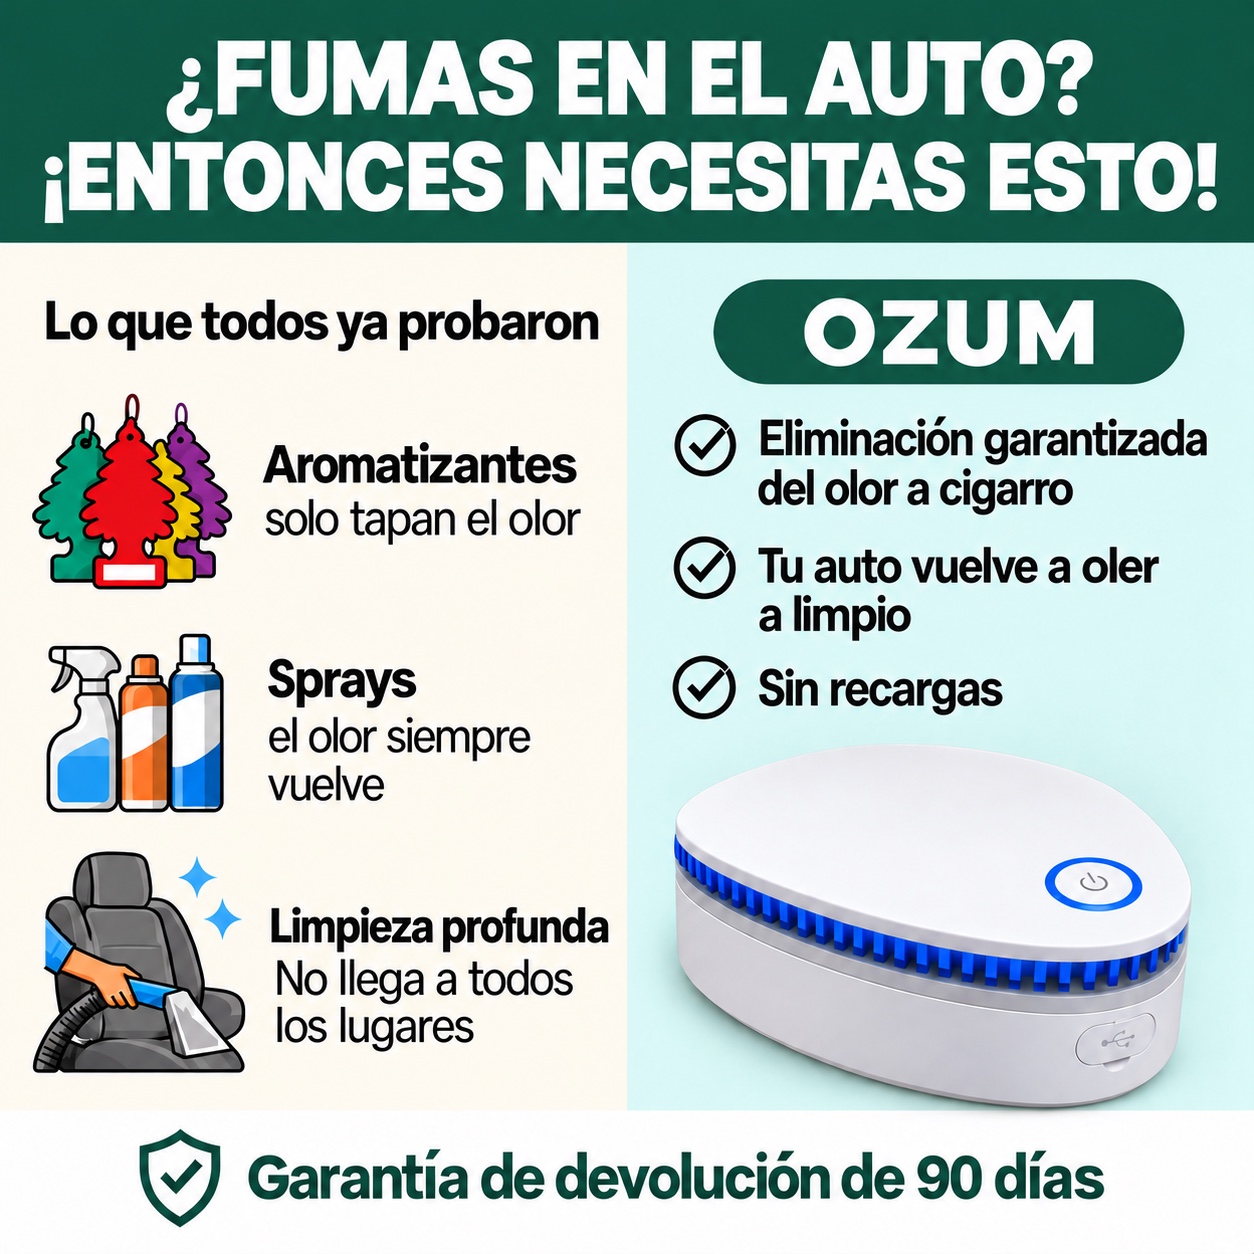 ¿FUMAS EN EL AUTO?
¡ENTONCES NECESITAS ESTO!
Lo que todos ya probaron
Aromatizantes
solo tapan el olor
Sprays
el olor siempre
vuelve
Limpieza profunda
No llega a todos
los lugares
OZUM
Eliminación garantizada
del olor a cigarro
Tu auto vuelve a oler
a limpio
Sin recargas
Garantía de devolución de 90 días